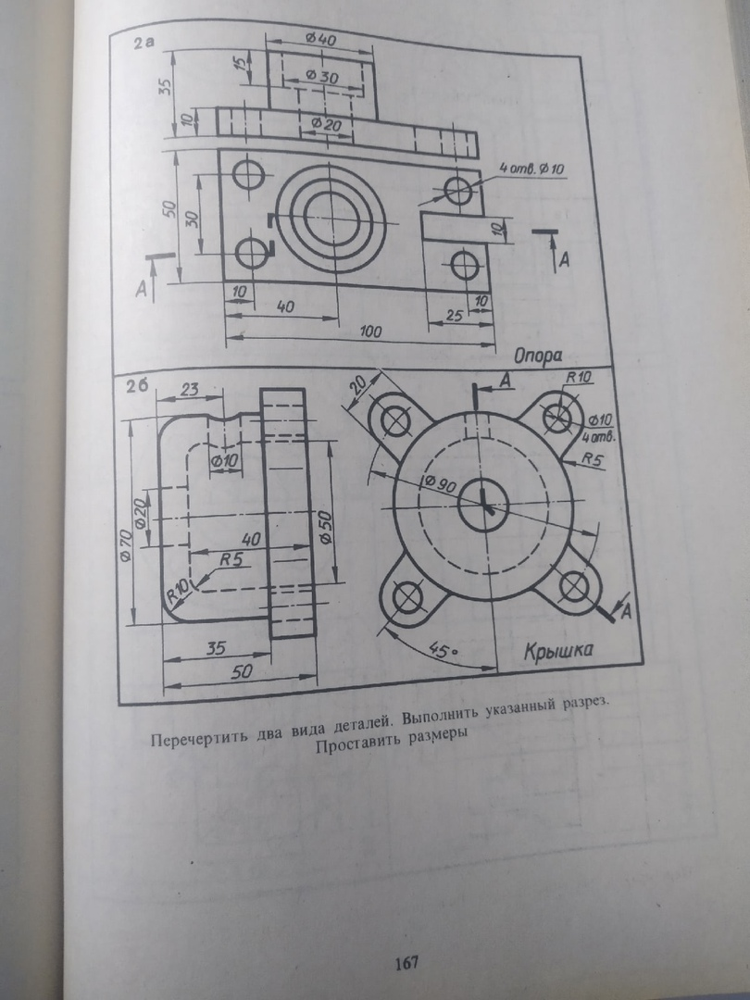 2а
Ø40
15
Ø30
35
10
Ø20
4 отв. Ø10
50
30
10
А
А
10
40
10
25
100
Опора
2б
23
20
А
R10
Ø10
4 отв.
R5
Ø10
Ø90
Ø70
Ø20
Ø50
40
R5
R10
А
35
45°
50
Крышка
Перечертить два вида деталей. Выполнить указанный разрез.
Проставить размеры
167